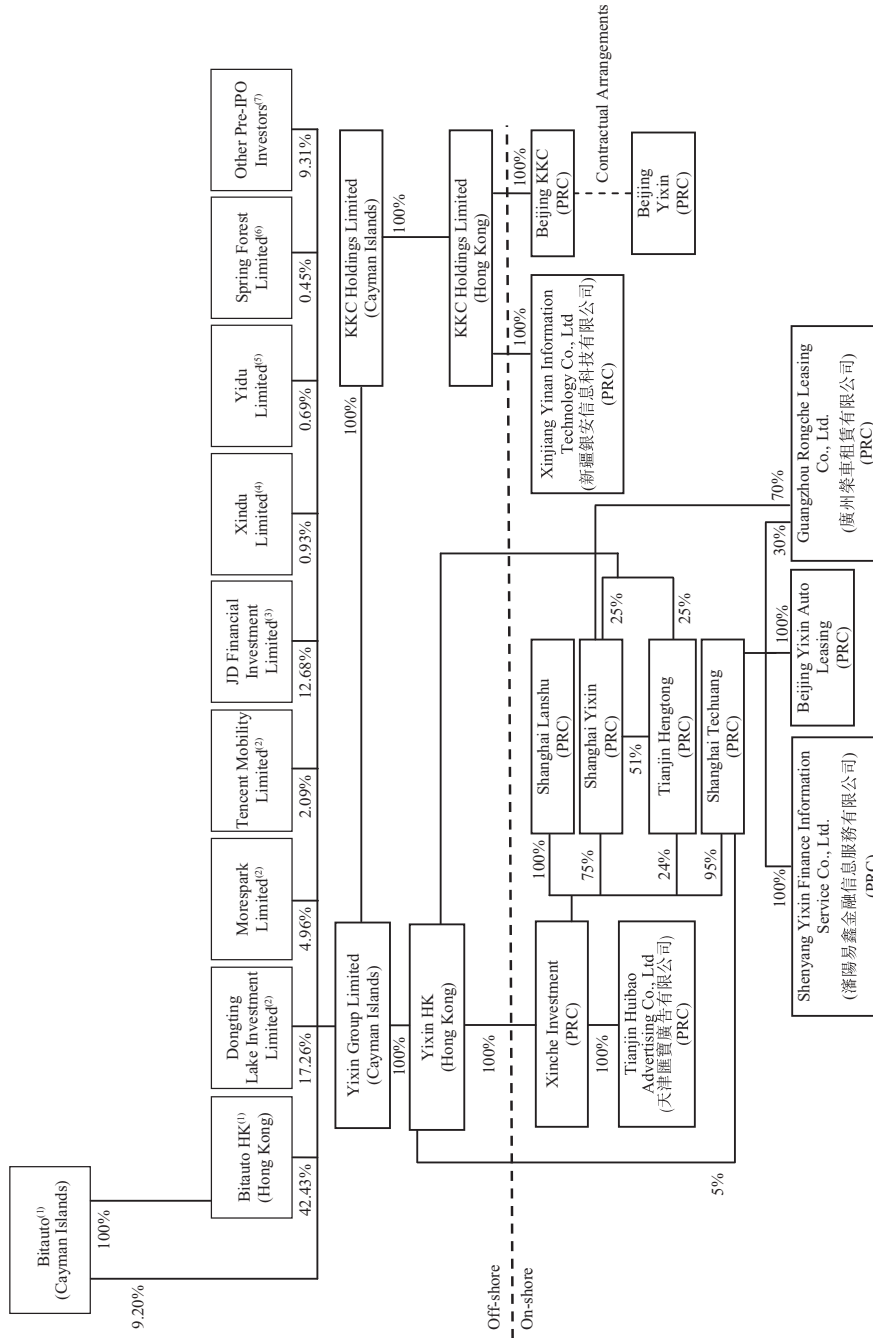 Bitauto(1)
(Cayman Islands)
9.20%
100%
Bitauto HK(1)
(Hong Kong)
42.43%
Dongting
Lake Investment
Limited(2)
17.26%
Morespark
Limited(2)
4.96%
Tencent Mobility
Limited(2)
2.09%
JD Financial
Investment
Limited(3)
12.68%
Xindu
Limited(4)
0.93%
Yidu
Limited(5)
0.69%
Spring Forest
Limited(6)
0.45%
Other Pre-IPO
Investors(7)
9.31%
Yixin Group Limited
(Cayman Islands)
100%
KKC Holdings Limited
(Cayman Islands)
100%
100%
Yixin HK
(Hong Kong)
100%
KKC Holdings Limited
(Hong Kong)
Off-shore
On-shore
100%
100%
Xinche Investment
(PRC)
100%
Tianjin Huibao
Advertising Co., Ltd
(天津匯寶廣告有限公司)
(PRC)
Xinjiang Yinan Information
Technology Co., Ltd
(新疆銀安信息科技有限公司)
(PRC)
Beijing KKC
(PRC)
Contractual Arrangements
Beijing
Yixin
(PRC)
100%
Shanghai Lanshu
(PRC)
75%
Shanghai Yixin
(PRC)
25%
51%
24%
Tianjin Hengtong
(PRC)
25%
95%
Shanghai Techuang
(PRC)
5%
100%
100%
30%
70%
Shenyang Yixin Finance Information
Service Co., Ltd.
(瀋陽易鑫金融信息服務有限公司)
(PRC)
Beijing Yixin Auto
Leasing
(PRC)
Guangzhou Rongche Leasing
Co., Ltd.
(廣州榮車租賃有限公司)
(PRC)